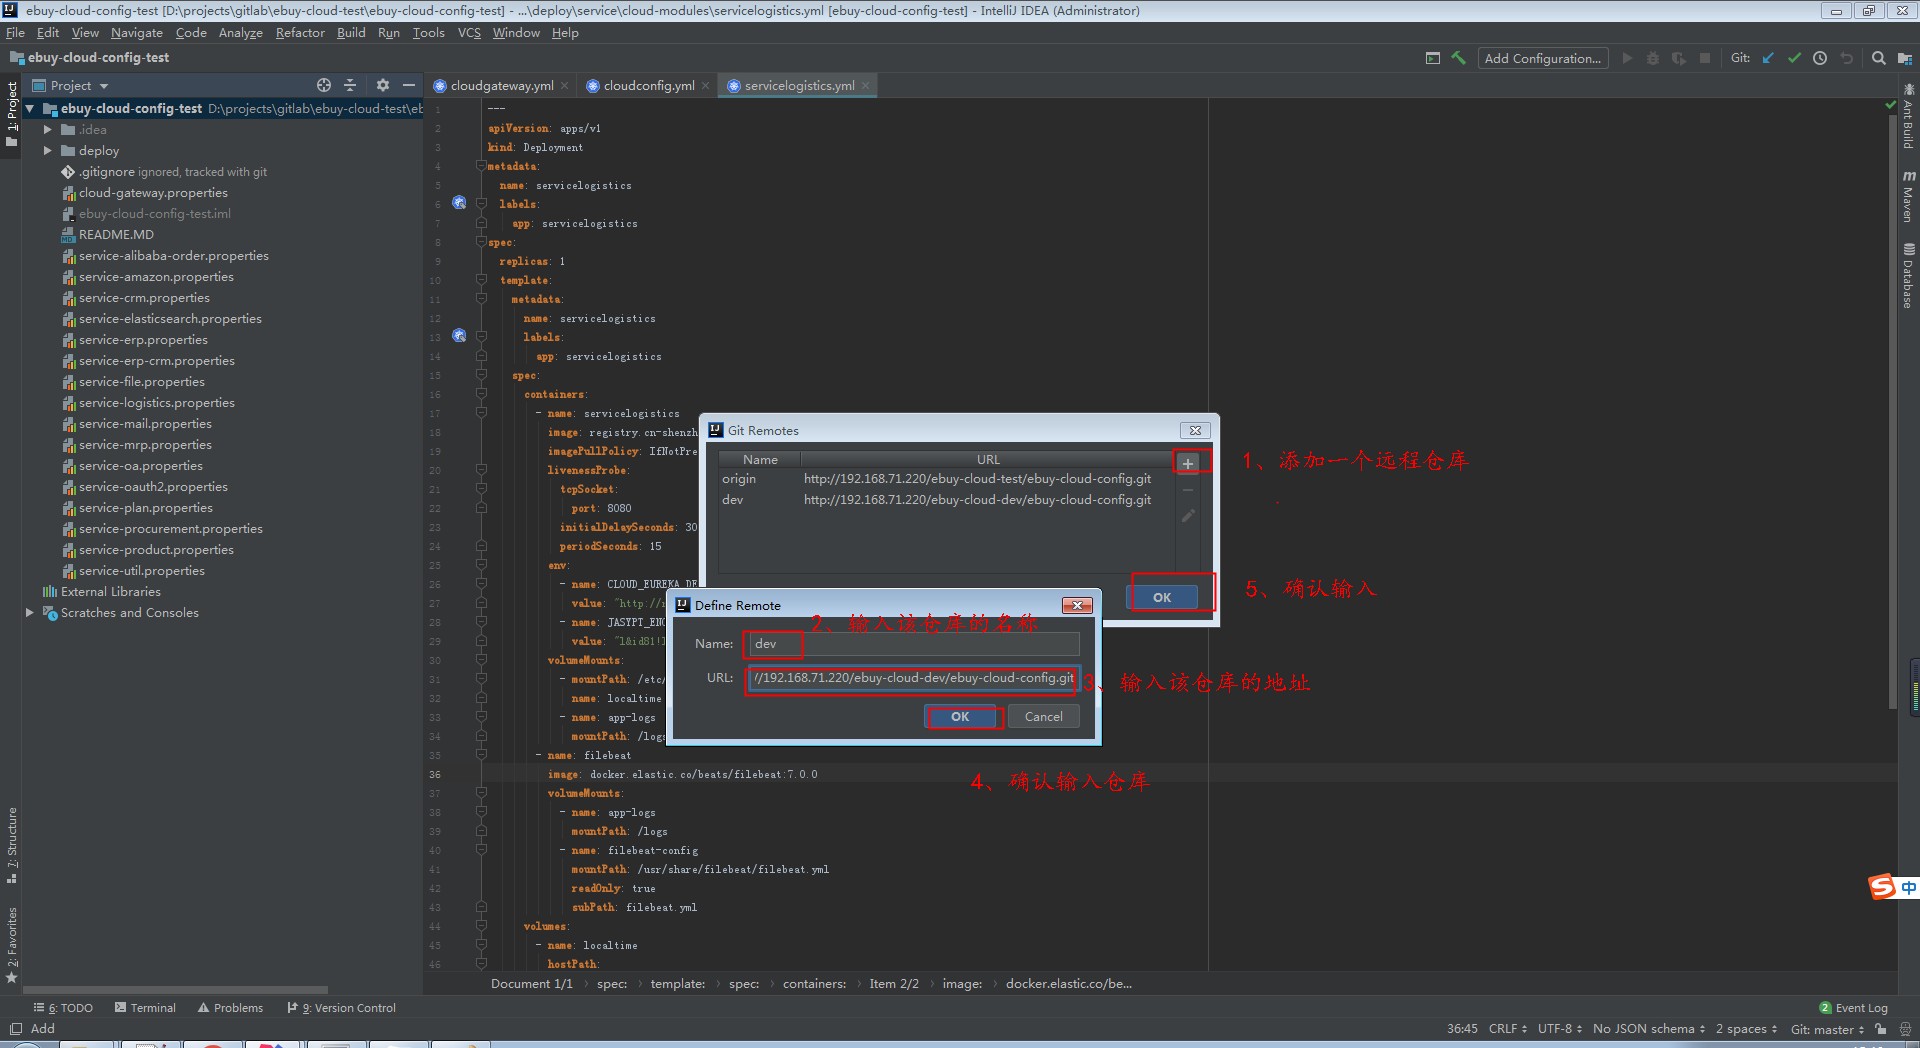 ebuy-cloud-config-test [D:\projects\gitlab\ebuy-cloud-test\ebuy-cloud-config-test] - ...\deploy\service\cloud-modules\servicelogistics.yml [ebuy-cloud-config-test] - IntelliJ IDEA (Administrator)
File Edit View Navigate Code Analyze Refactor Build Run Tools VCS Window Help
ebuy-cloud-config-test
Add Configuration...
Git:
Project
cloudgateway.yml
cloudconfig.yml
servicelogistics.yml
1: Project
7: Structure
2: Favorites
ebuy-cloud-config-test D:\projects\gitlab\ebuy-cloud-test\eb
.idea
deploy
.gitignore ignored, tracked with git
cloud-gateway.properties
ebuy-cloud-config-test.iml
README.MD
service-alibaba-order.properties
service-amazon.properties
service-crm.properties
service-elasticsearch.properties
service-erp.properties
service-erp-crm.properties
service-file.properties
service-logistics.properties
service-mail.properties
service-mrp.properties
service-oa.properties
service-oauth2.properties
service-plan.properties
service-procurement.properties
service-product.properties
service-util.properties
External Libraries
Scratches and Consoles
1 ---
2 apiVersion: apps/v1
3 kind: Deployment
4 metadata:
5 name: servicelogistics
6 labels:
7 app: servicelogistics
8 spec:
9 replicas: 1
10 template:
11 metadata:
12 name: servicelogistics
13 labels:
14 app: servicelogistics
15 spec:
16 containers:
17 - name: servicelogistics
18 image: registry.cn-shenzh
19 imagePullPolicy: IfNotPre
20 livenessProbe:
21 tcpSocket:
22 port: 8080
23 initialDelaySeconds: 30
24 periodSeconds: 15
25 env:
26 - name: CLOUD_EUREKA_DE
27 value: "http://
28 - name: JASYPT_ENC
29 value: "l&id81!
30 volumeMounts:
31 - mountPath: /etc/
32 name: localtime
33 - name: app-logs
34 mountPath: /logs
35 - name: filebeat
36 image: docker.elastic.co/beats/filebeat:7.0.0
37 volumeMounts:
38 - name: app-logs
39 mountPath: /logs
40 - name: filebeat-config
41 mountPath: /usr/share/filebeat/filebeat.yml
42 readOnly: true
43 subPath: filebeat.yml
44 volumes:
45 - name: localtime
46 hostPath:
Git Remotes
Name URL
origin http://192.168.71.220/ebuy-cloud-test/ebuy-cloud-config.git
dev http://192.168.71.220/ebuy-cloud-dev/ebuy-cloud-config.git
OK
1、添加一个远程仓库
5、确认输入
Define Remote
2、输入该仓库的名称
Name: dev
URL: //192.168.71.220/ebuy-cloud-dev/ebuy-cloud-config.git
3、输入该仓库的地址
OK Cancel
4、确认输入仓库
Ant Build
Maven
Database
中
Document 1/1 › spec: › template: › spec: › containers: › Item 2/2 › image: › docker.elastic.co/be...
6: TODO Terminal Problems 9: Version Control
2 Event Log
Add
36:45 CRLF UTF-8 No JSON schema 2 spaces Git: master